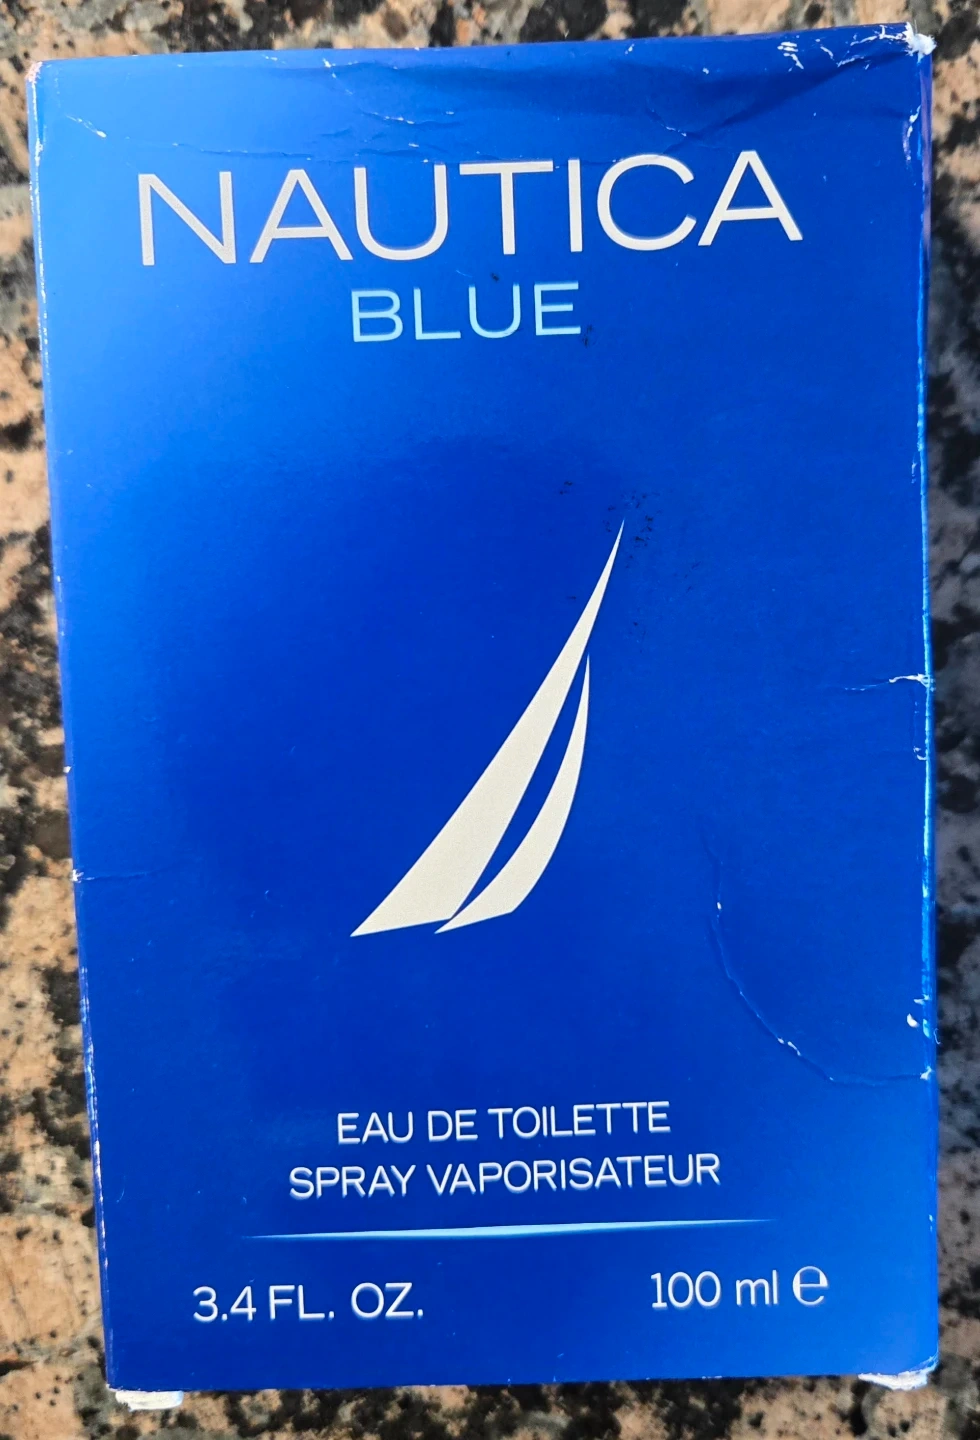 NAUTICA
BLUE
EAU DE TOILETTE
SPRAY VAPORISATEUR
3.4 FL. OZ. 100 ml ℮